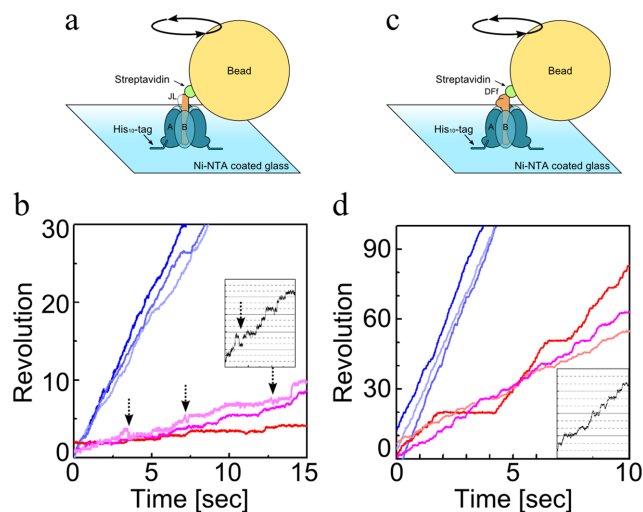 a
Streptavidin
Bead
JL
A
B
His₁₀-tag
Ni-NTA coated glass
c
Streptavidin
Bead
DFf
A
B
His₁₀-tag
Ni-NTA coated glass
b
Revolution
30
20
10
0
0
5
10
15
Time [sec]
d
Revolution
90
60
30
0
0
5
10
Time [sec]